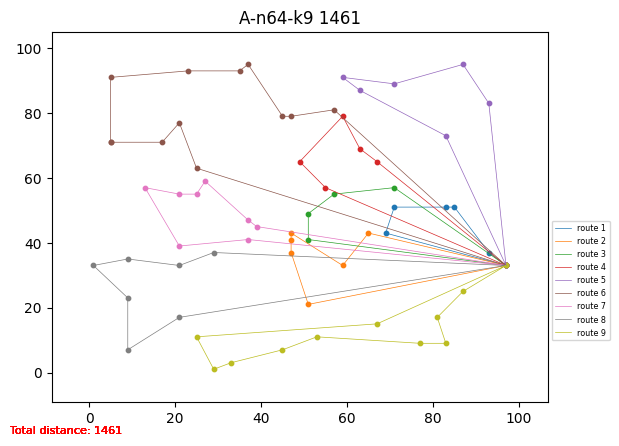 A-n64-k9 1461
100
80
60
40
20
0
0 20 40 60 80 100
route 1
route 2
route 3
route 4
route 5
route 6
route 7
route 8
route 9
Total distance: 1461